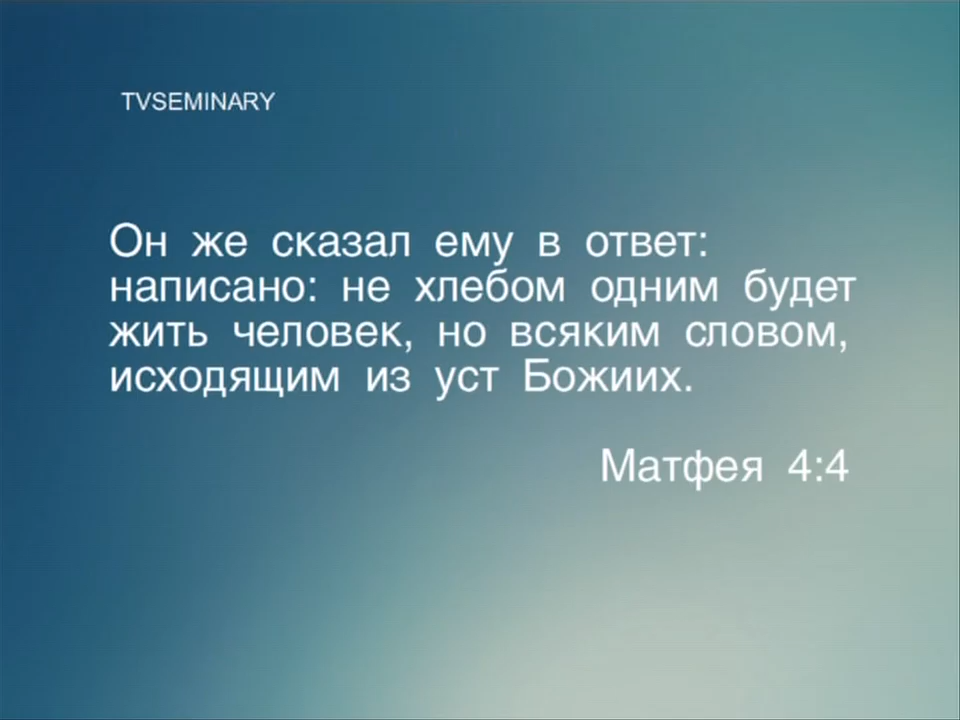 TVSEMINARY
Он же сказал ему в ответ:
написано: не хлебом одним будет
жить человек, но всяким словом,
исходящим из уст Божиих.
Матфея 4:4